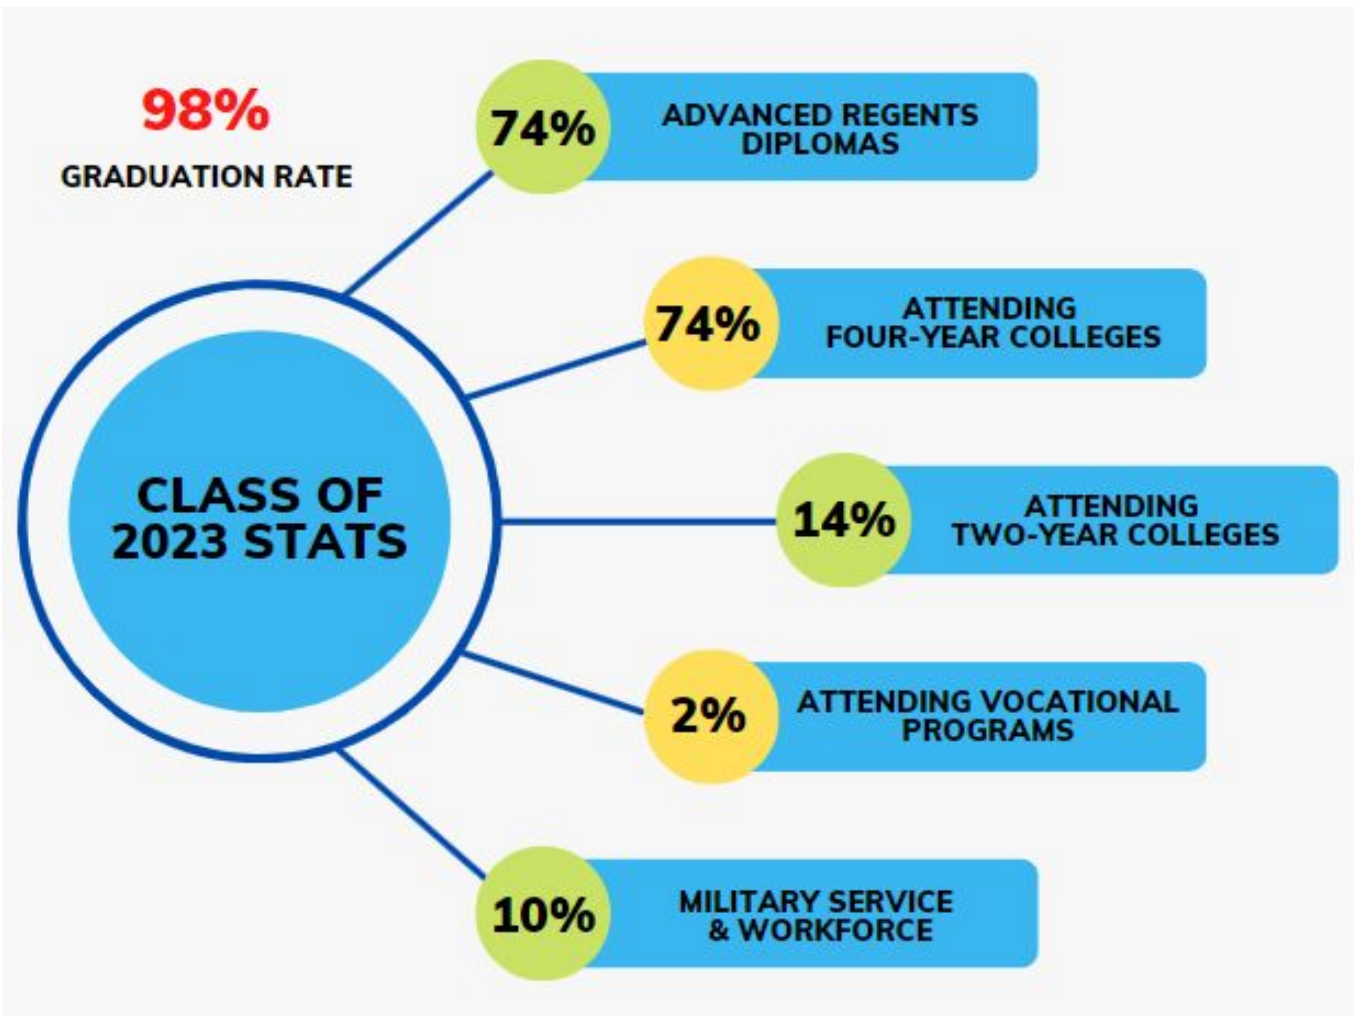 98%
GRADUATION RATE
74%
ADVANCED REGENTS
DIPLOMAS
74%
ATTENDING
FOUR-YEAR COLLEGES
CLASS OF
2023 STATS
14%
ATTENDING
TWO-YEAR COLLEGES
2%
ATTENDING VOCATIONAL
PROGRAMS
10%
MILITARY SERVICE
& WORKFORCE